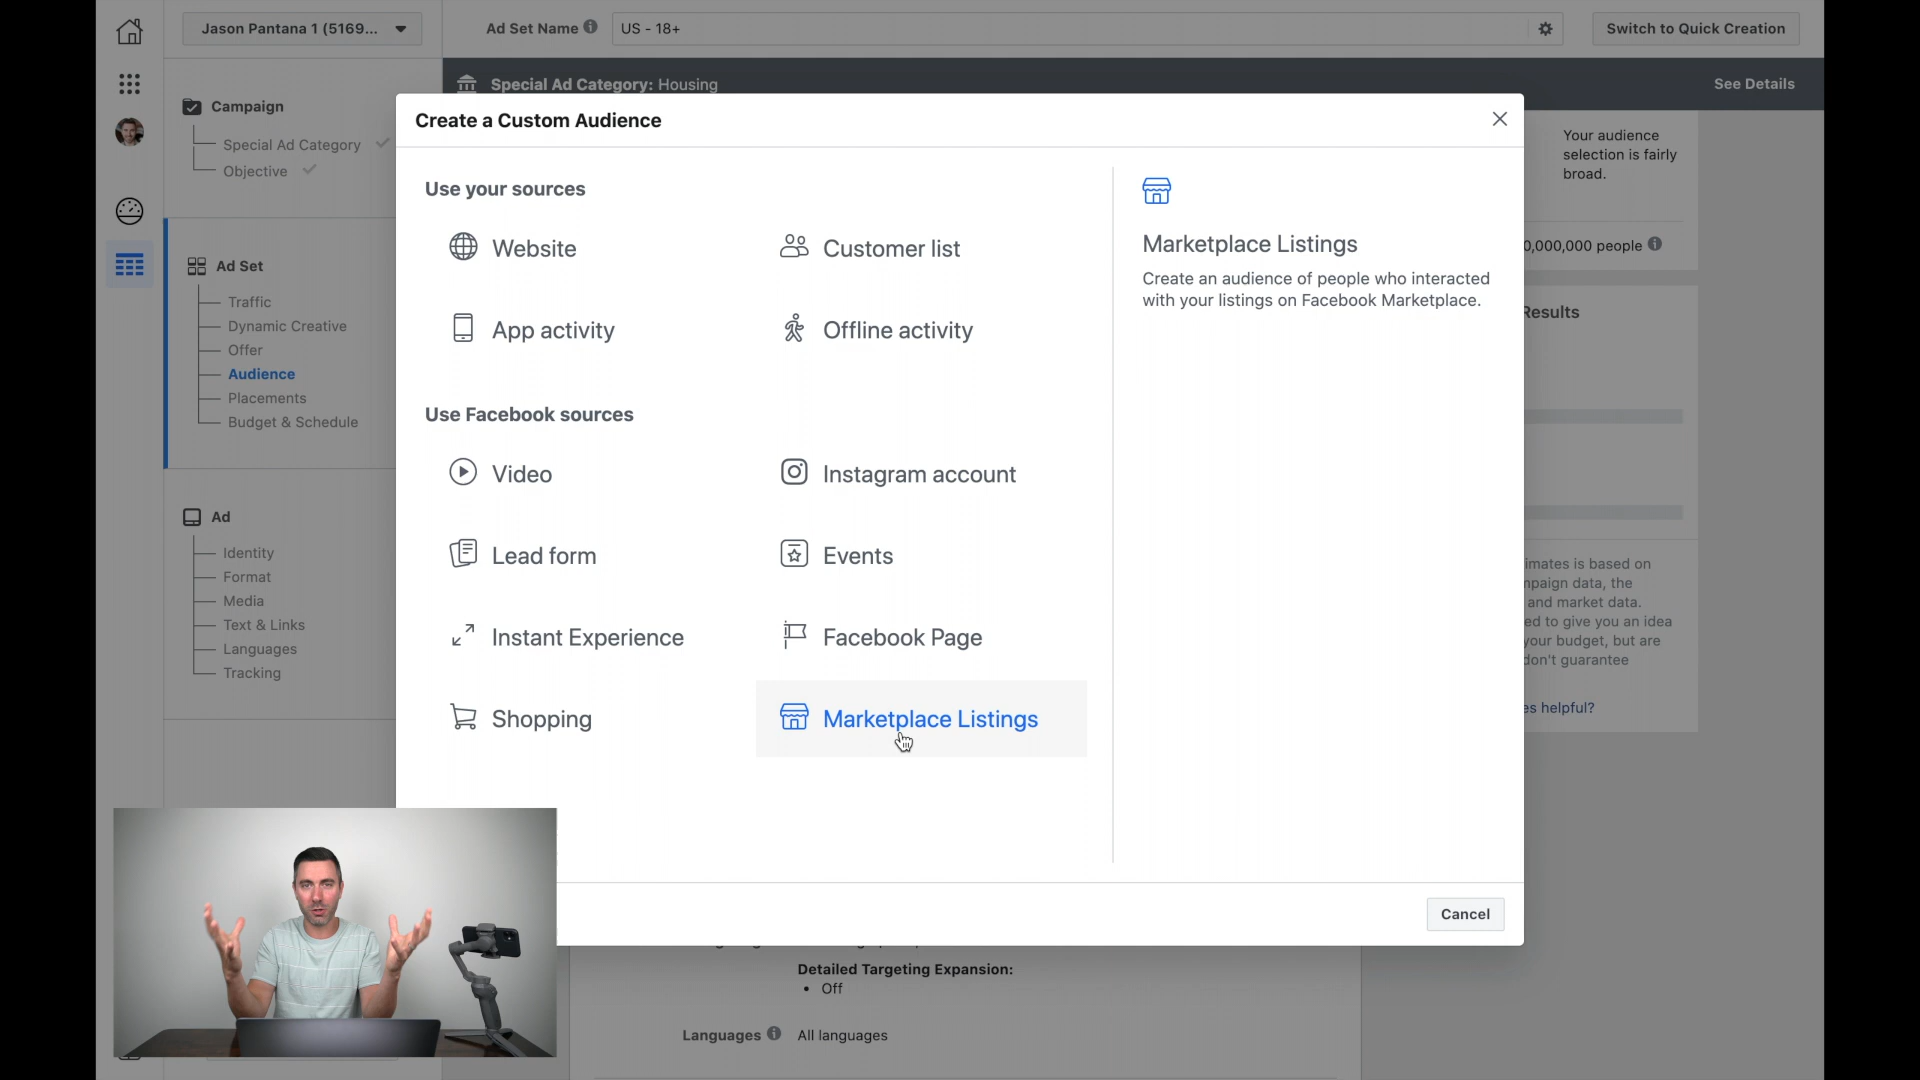 Jason Pantana 1 (5169...
Ad Set Name
US - 18+
Switch to Quick Creation
Special Ad Category: Housing
See Details
Campaign
Special Ad Category
Objective
Ad Set
Traffic
Dynamic Creative
Offer
Audience
Placements
Budget & Schedule
Ad
Identity
Format
Media
Text & Links
Languages
Tracking
Create a Custom Audience
Use your sources
Website
Customer list
App activity
Offline activity
Use Facebook sources
Video
Instagram account
Lead form
Events
Instant Experience
Facebook Page
Shopping
Marketplace Listings
Marketplace Listings
Create an audience of people who interacted
with your listings on Facebook Marketplace.
Cancel
Your audience
selection is fairly
broad.
0,000,000 people
Results
imates is based on
npaign data, the
and market data.
ed to give you an idea
your budget, but are
don't guarantee
es helpful?
Detailed Targeting Expansion:
• Off
Languages
All languages